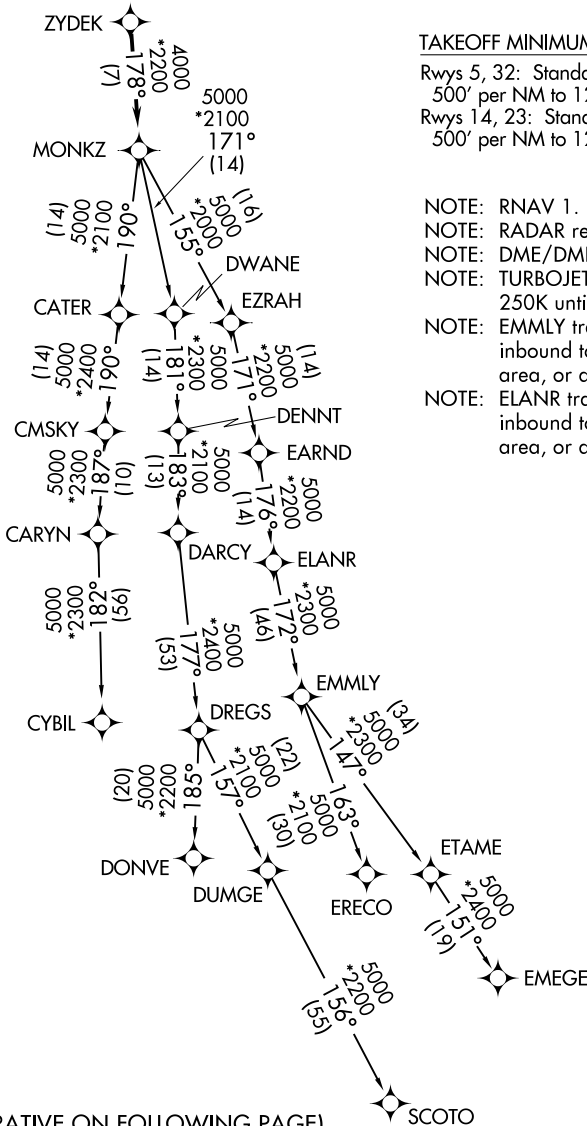 ZYDEK
4000
*2200
178°
(7)
MONKZ
5000
*2100
171°
(14)
(14)
5000
*2100
190°
(16)
5000
*2000
155°
DWANE
CATER
EZRAH
(14)
5000
*2400
190°
5000
*2300
181°
(14)
(14)
5000
*2200
171°
DENNT
CMSKY
EARND
5000
*2300
187°
(10)
5000
*2100
183°
(13)
5000
*2200
176°
(14)
CARYN
DARCY
ELANR
5000
*2300
182°
(56)
5000
*2400
177°
(53)
5000
*2300
172°
(46)
EMMLY
CYBIL
DREGS
(20)
5000
*2200
185°
(22)
5000
*2100
157°
5000
*2100
(30)
163°
(34)
5000
*2300
147°
DONVE
DUMGE
ERECO
ETAME
5000
*2400
151°
(19)
EMEGE
5000
*2200
156°
(55)
SCOTO
TAKEOFF MINIMUM
Rwys 5, 32: Standa
500' per NM to 12
Rwys 14, 23: Stand
500' per NM to 12
NOTE: RNAV 1.
NOTE: RADAR re
NOTE: DME/DM
NOTE: TURBOJET
250K unti
NOTE: EMMLY tra
inbound to
area, or a
NOTE: ELANR tra
inbound to
area, or a
RATIVE ON FOLLOWING PAGE)